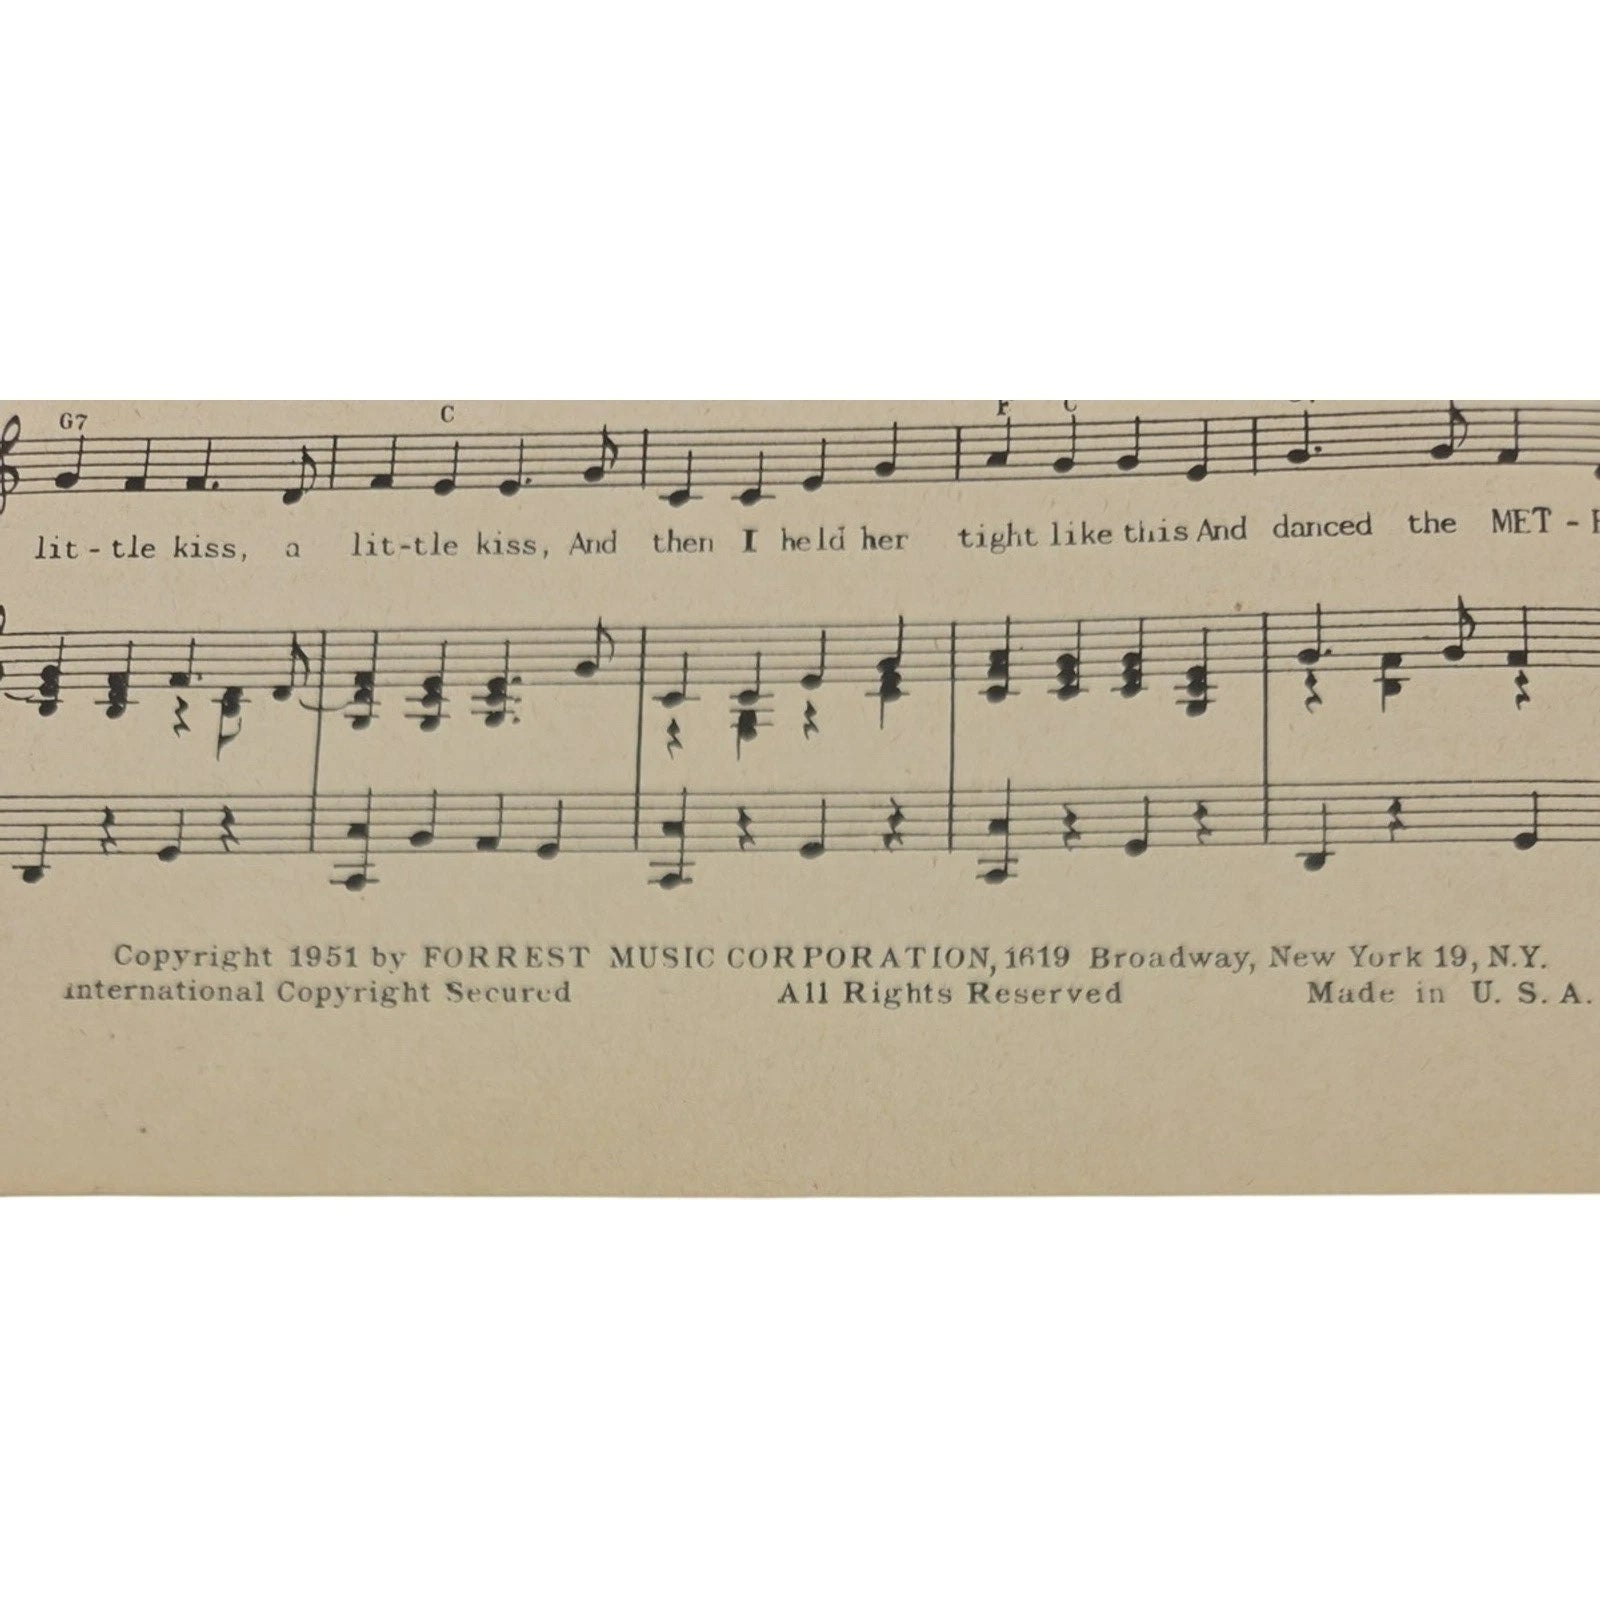 G7 C F C
lit - tle kiss, a lit-tle kiss, And then I held her tight like this And danced the MET -
Copyright 1951 by FORREST MUSIC CORPORATION, 1619 Broadway, New York 19, N.Y.
International Copyright Secured All Rights Reserved Made in U. S. A.